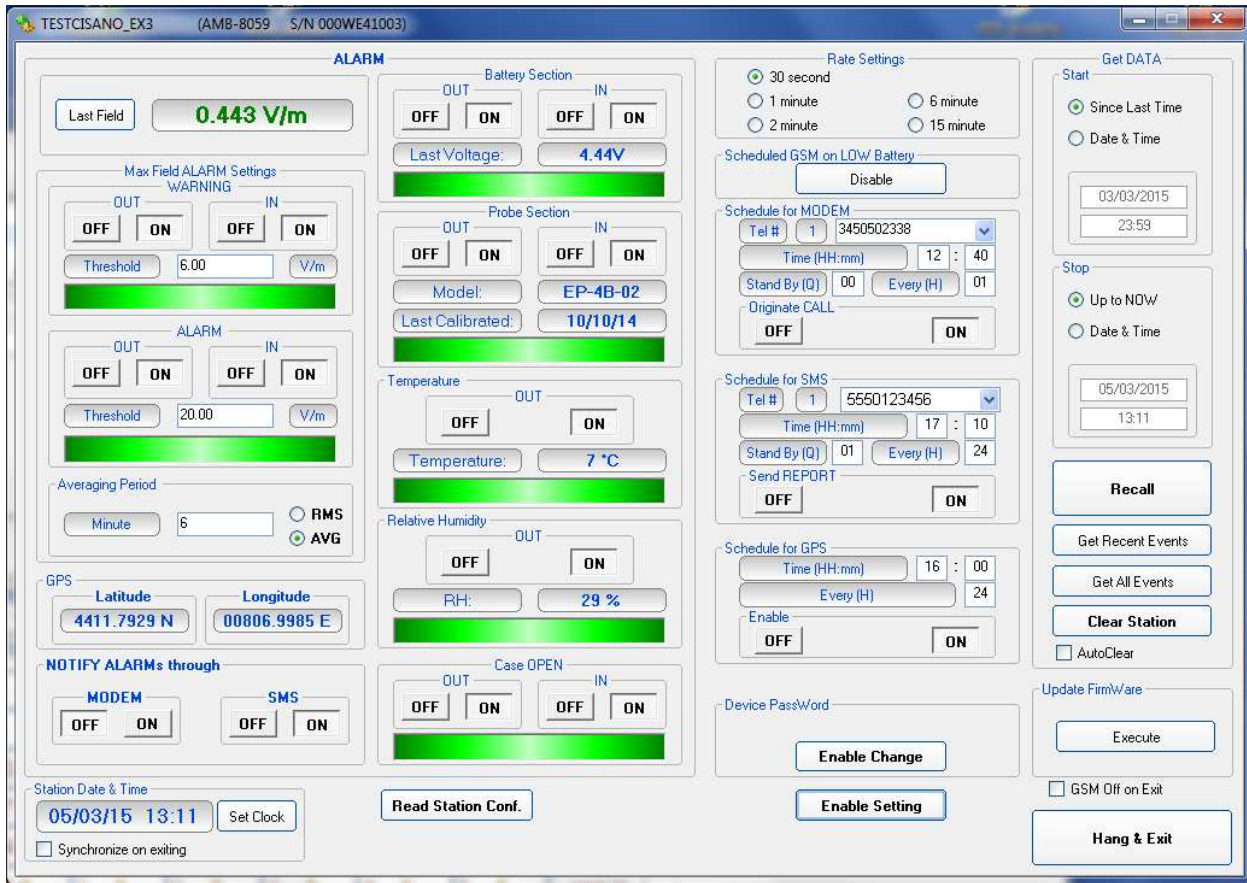 TESTCISANO_EX3 (AMB-8059 S/N 000WE41003)
ALARM
Last Field 0.443 V/m
Max Field ALARM Settings
WARNING
OUT IN
OFF ON OFF ON
Threshold 6.00 V/m
ALARM
OUT IN
OFF ON OFF ON
Threshold 20.00 V/m
Averaging Period
Minute 6
RMS
AVG
GPS
Latitude Longitude
4411.7929 N 00806.9985 E
NOTIFY ALARMs through
MODEM SMS
OFF ON OFF ON
Station Date & Time
05/03/15 13:11 Set Clock
Synchronize on exiting
Battery Section
OUT IN
OFF ON OFF ON
Last Voltage: 4.44V
Probe Section
OUT IN
OFF ON OFF ON
Model: EP-4B-02
Last Calibrated: 10/10/14
Temperature
OUT
OFF ON
Temperature: 7 °C
Relative Humidity
OUT
OFF ON
RH: 29 %
Case OPEN
OUT IN
OFF ON OFF ON
Read Station Conf.
Rate Settings
30 second
1 minute 6 minute
2 minute 15 minute
Scheduled GSM on LOW Battery
Disable
Schedule for MODEM
Tel # 1 3450502338
Time (HH:mm) 12 : 40
Stand By (Q) 00 Every (H) 01
Originate CALL
OFF ON
Schedule for SMS
Tel # 1 5550123456
Time (HH:mm) 17 : 10
Stand By (Q) 01 Every (H) 24
Send REPORT
OFF ON
Schedule for GPS
Time (HH:mm) 16 : 00
Every (H) 24
Enable
OFF ON
Device PassWord
Enable Change
Enable Setting
Get DATA
Start
Since Last Time
Date & Time
03/03/2015
23:59
Stop
Up to NOW
Date & Time
05/03/2015
13:11
Recall
Get Recent Events
Get All Events
Clear Station
AutoClear
Update FirmWare
Execute
GSM Off on Exit
Hang & Exit